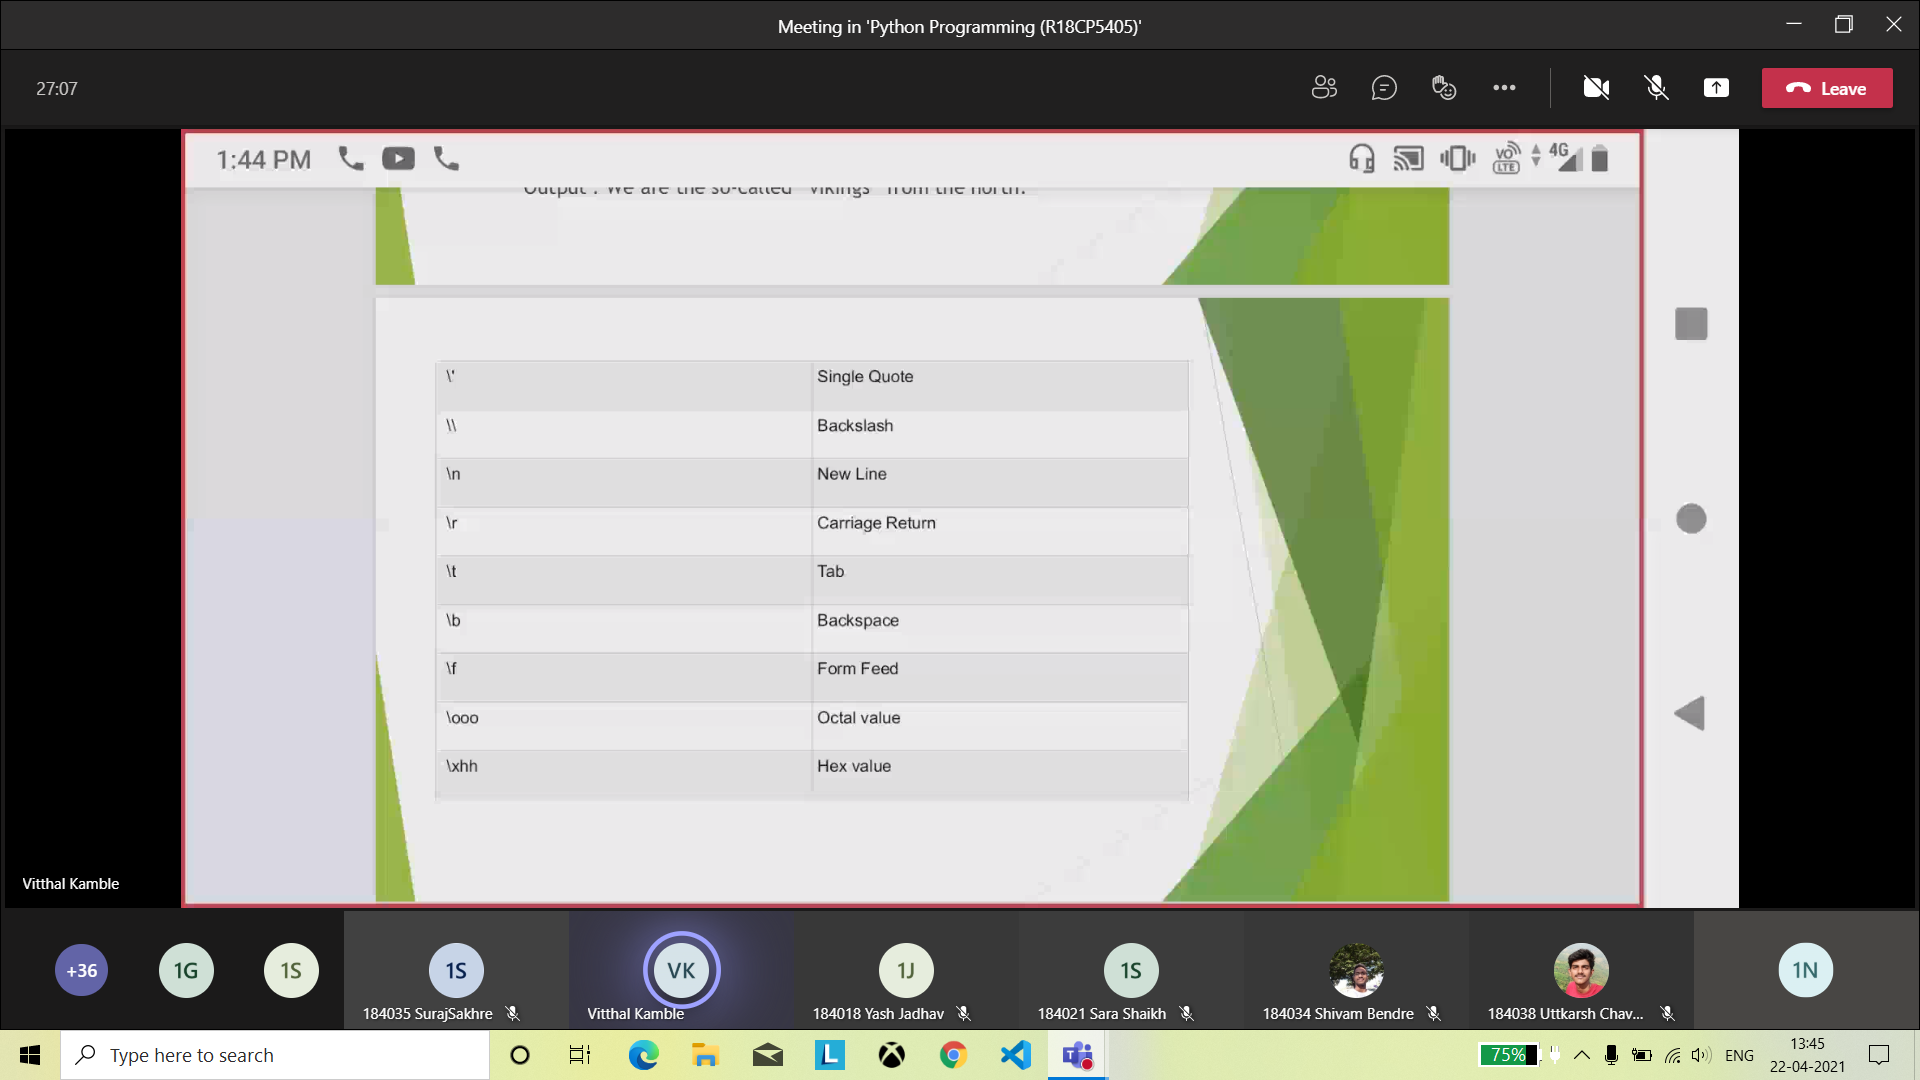 Meeting in 'Python Programming (R18CP5405)'
27:07
Leave
1:44 PM
VO
LTE
4G
Output : We are the so-called "Vikings" from the north.
\' Single Quote
\\ Backslash
\n New Line
\r Carriage Return
\t Tab
\b Backspace
\f Form Feed
\ooo Octal value
\xhh Hex value
Vitthal Kamble
+36
1G
1S
1S
VK
1J
1S
1N
184035 SurajSakhre
Vitthal Kamble
184018 Yash Jadhav
184021 Sara Shaikh
184034 Shivam Bendre
184038 Uttkarsh Chav...
Type here to search
L
75%
ENG
13:45
22-04-2021